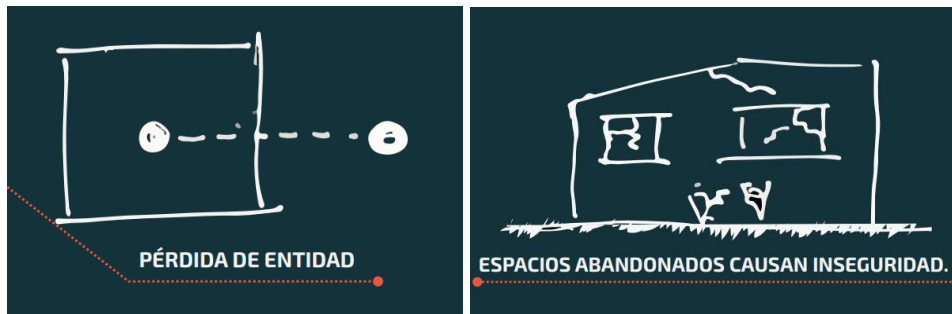 PÉRDIDA DE ENTIDAD
ESPACIOS ABANDONADOS CAUSAN INSEGURIDAD.